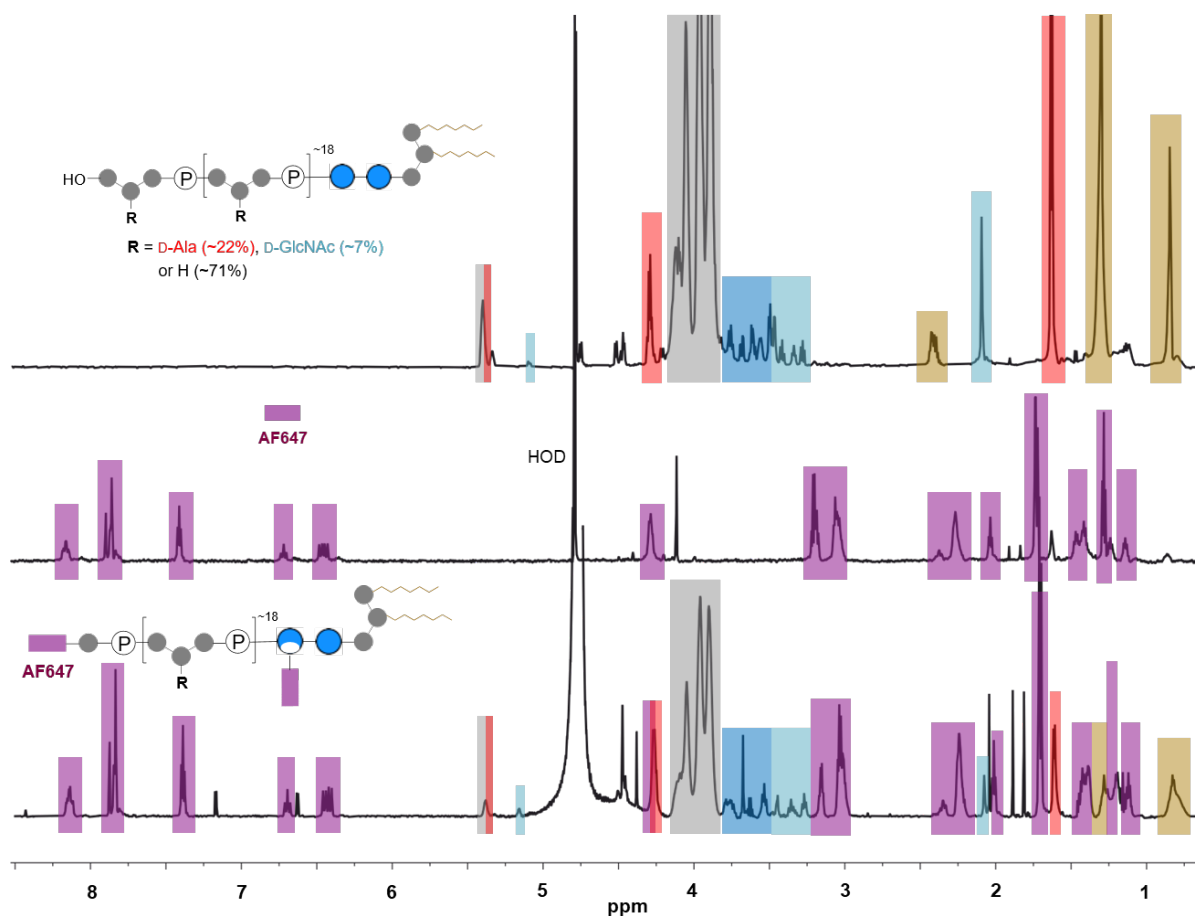 ~18
HO
P
P
R
R
R = D-Ala (~22%), D-GlcNAc (~7%)
or H (~71%)
AF647
HOD
~18
P
P
AF647
R
8 7 6 5 4 3 2 1
ppm